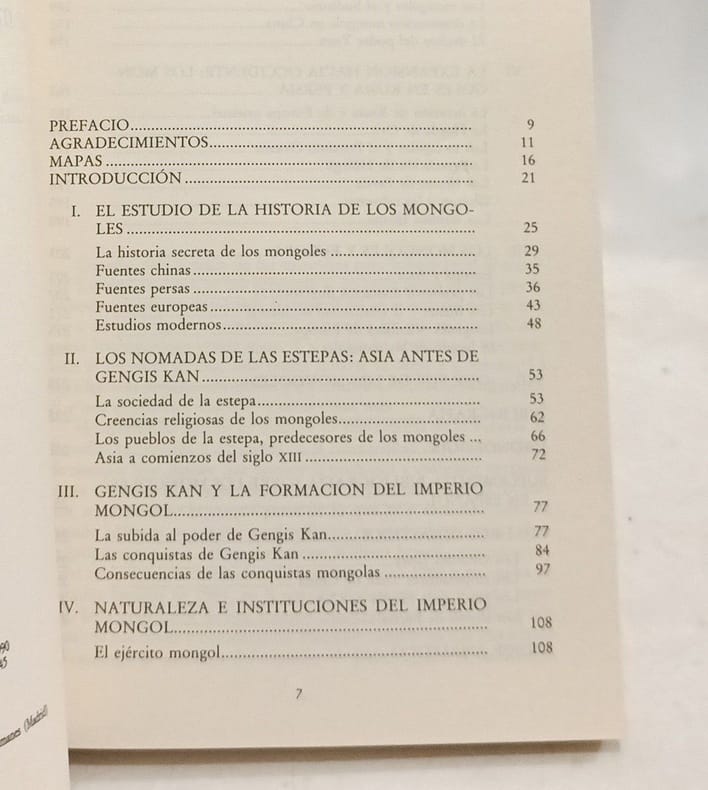 PREFACIO 9
AGRADECIMIENTOS 11
MAPAS 16
INTRODUCCIÓN 21
I. EL ESTUDIO DE LA HISTORIA DE LOS MONGO-
LES 25
La historia secreta de los mongoles 29
Fuentes chinas 35
Fuentes persas 36
Fuentes europeas 43
Estudios modernos 48
II. LOS NOMADAS DE LAS ESTEPAS: ASIA ANTES DE
GENGIS KAN 53
La sociedad de la estepa 53
Creencias religiosas de los mongoles 62
Los pueblos de la estepa, predecesores de los mongoles ... 66
Asia a comienzos del siglo XIII 72
III. GENGIS KAN Y LA FORMACION DEL IMPERIO
MONGOL 77
La subida al poder de Gengis Kan 77
Las conquistas de Gengis Kan 84
Consecuencias de las conquistas mongolas 97
IV. NATURALEZA E INSTITUCIONES DEL IMPERIO
MONGOL 108
El ejército mongol 108
7
(Madrid)